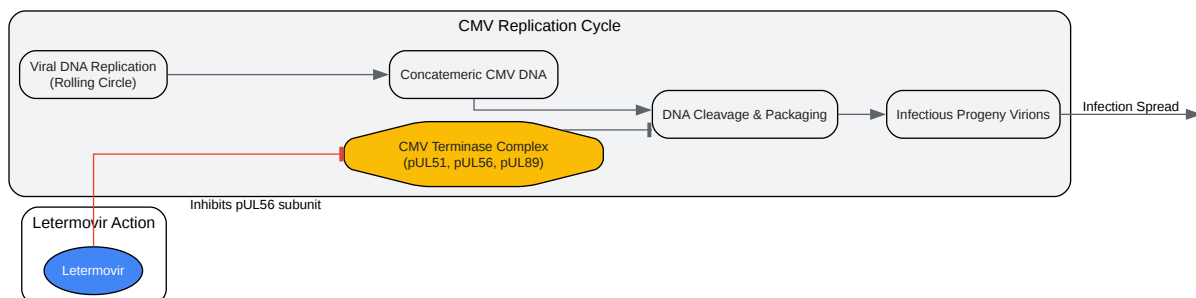 CMV Replication Cycle
Viral DNA Replication
(Rolling Circle)
Concatemeric CMV DNA
DNA Cleavage & Packaging
Infectious Progeny Virions
Infection Spread
CMV Terminase Complex
(pUL51, pUL56, pUL89)
Inhibits pUL56 subunit
Letermovir Action
Letermovir